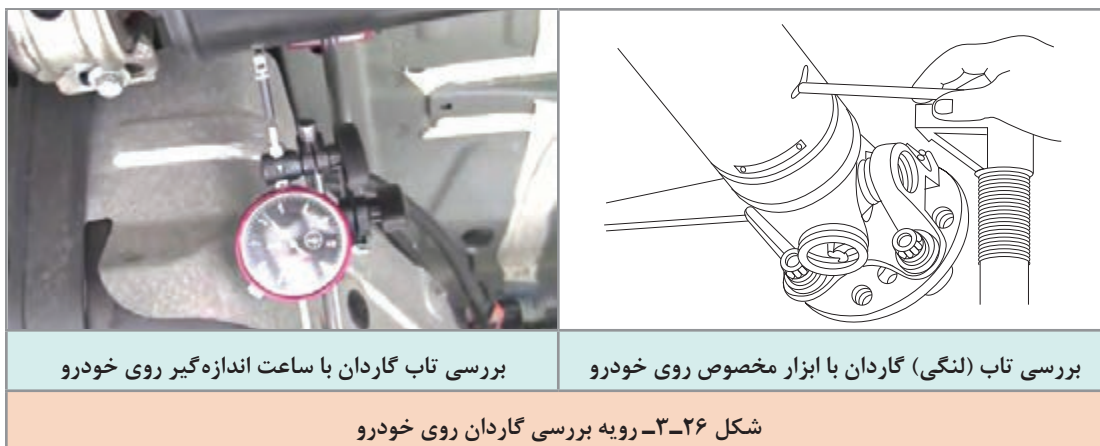 بررسی تاب (لنگی) گاردان با ابزار مخصوص روی خودرو
بررسی تاب گاردان با ساعت اندازه‌گیر روی خودرو
شکل ۲۶ـ۳ـ رویه بررسی گاردان روی خودرو